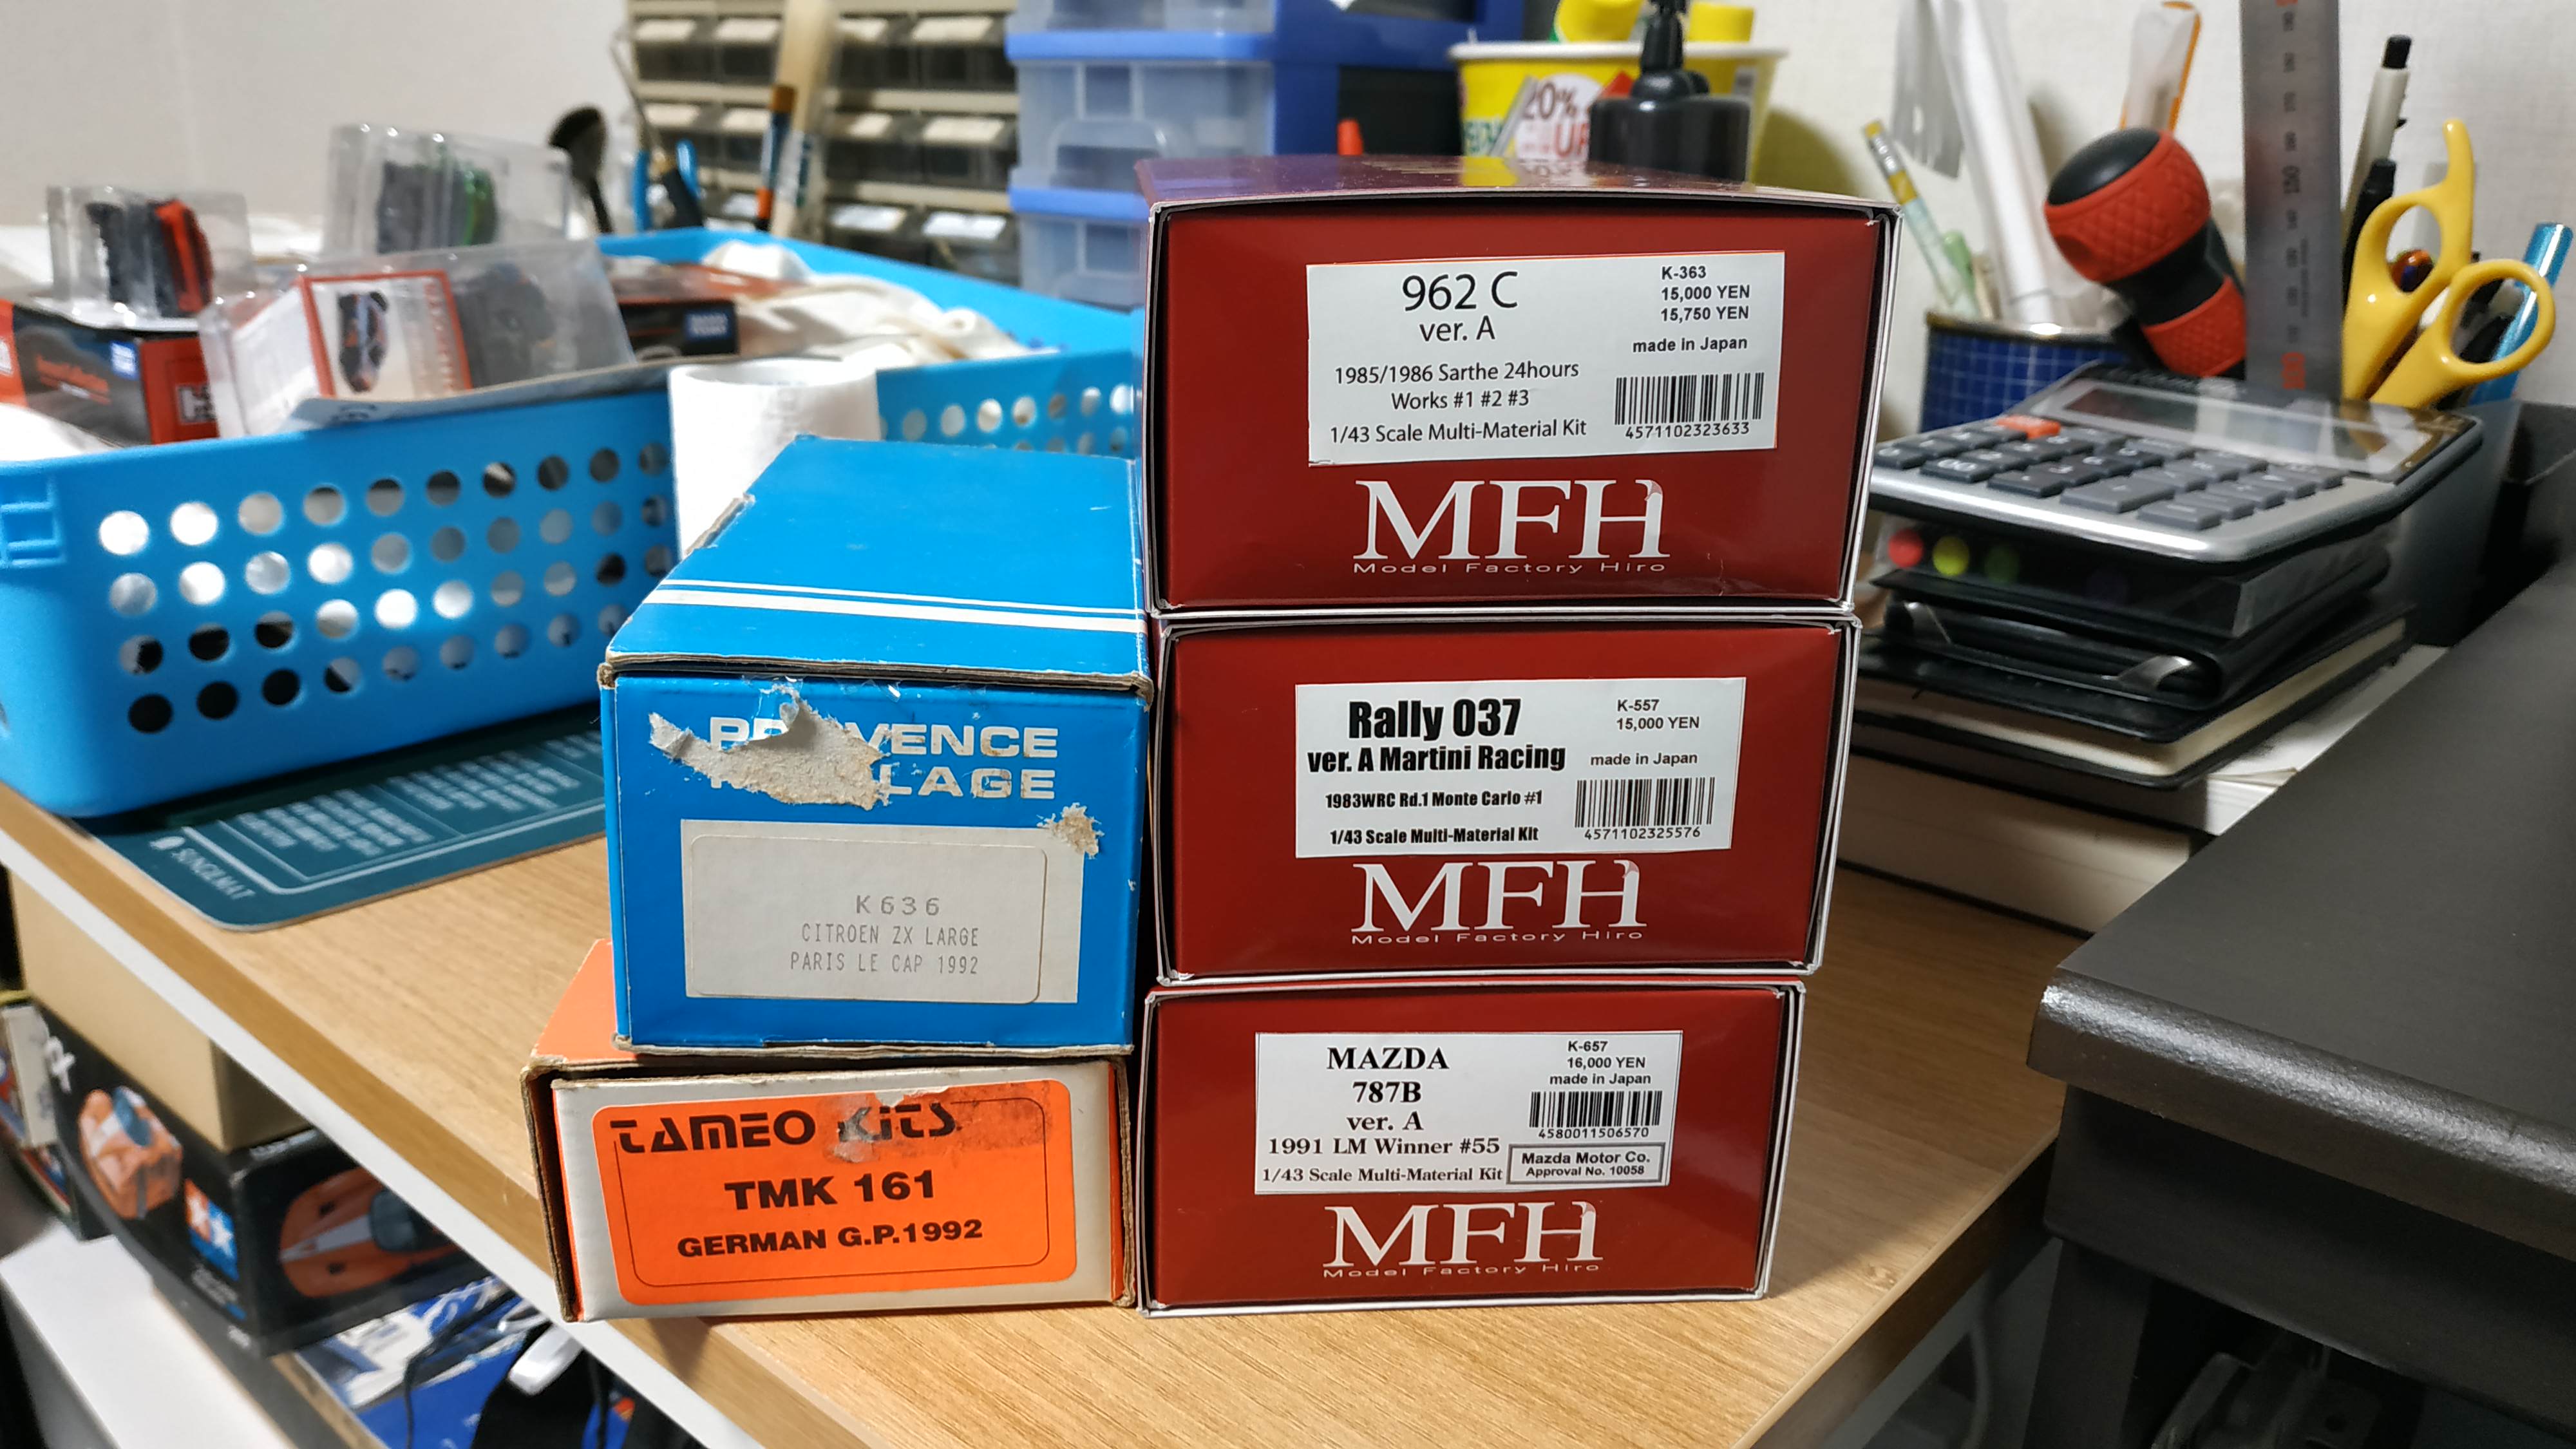 20%
UP
962 C
ver. A
K-363
15,000 YEN
15,750 YEN
made in Japan
1985/1986 Sarthe 24hours
Works #1 #2 #3
1/43 Scale Multi-Material Kit
4571102323633
MFH
Model Factory Hiro
Rally 037
ver. A Martini Racing
K-557
15,000 YEN
made in Japan
1983WRC Rd.1 Monte Carlo #1
1/43 Scale Multi-Material Kit
4571102325576
MFH
Model Factory Hiro
MAZDA
787B
ver. A
K-657
16,000 YEN
made in Japan
1991 LM Winner #55
1/43 Scale Multi-Material Kit
4580011506570
Mazda Motor Co.
Approval No. 10058
MFH
Model Factory Hiro
K636
CITROEN ZX LARGE
PARIS LE CAP 1992
TAMEO KITS
TMK 161
GERMAN G.P.1992